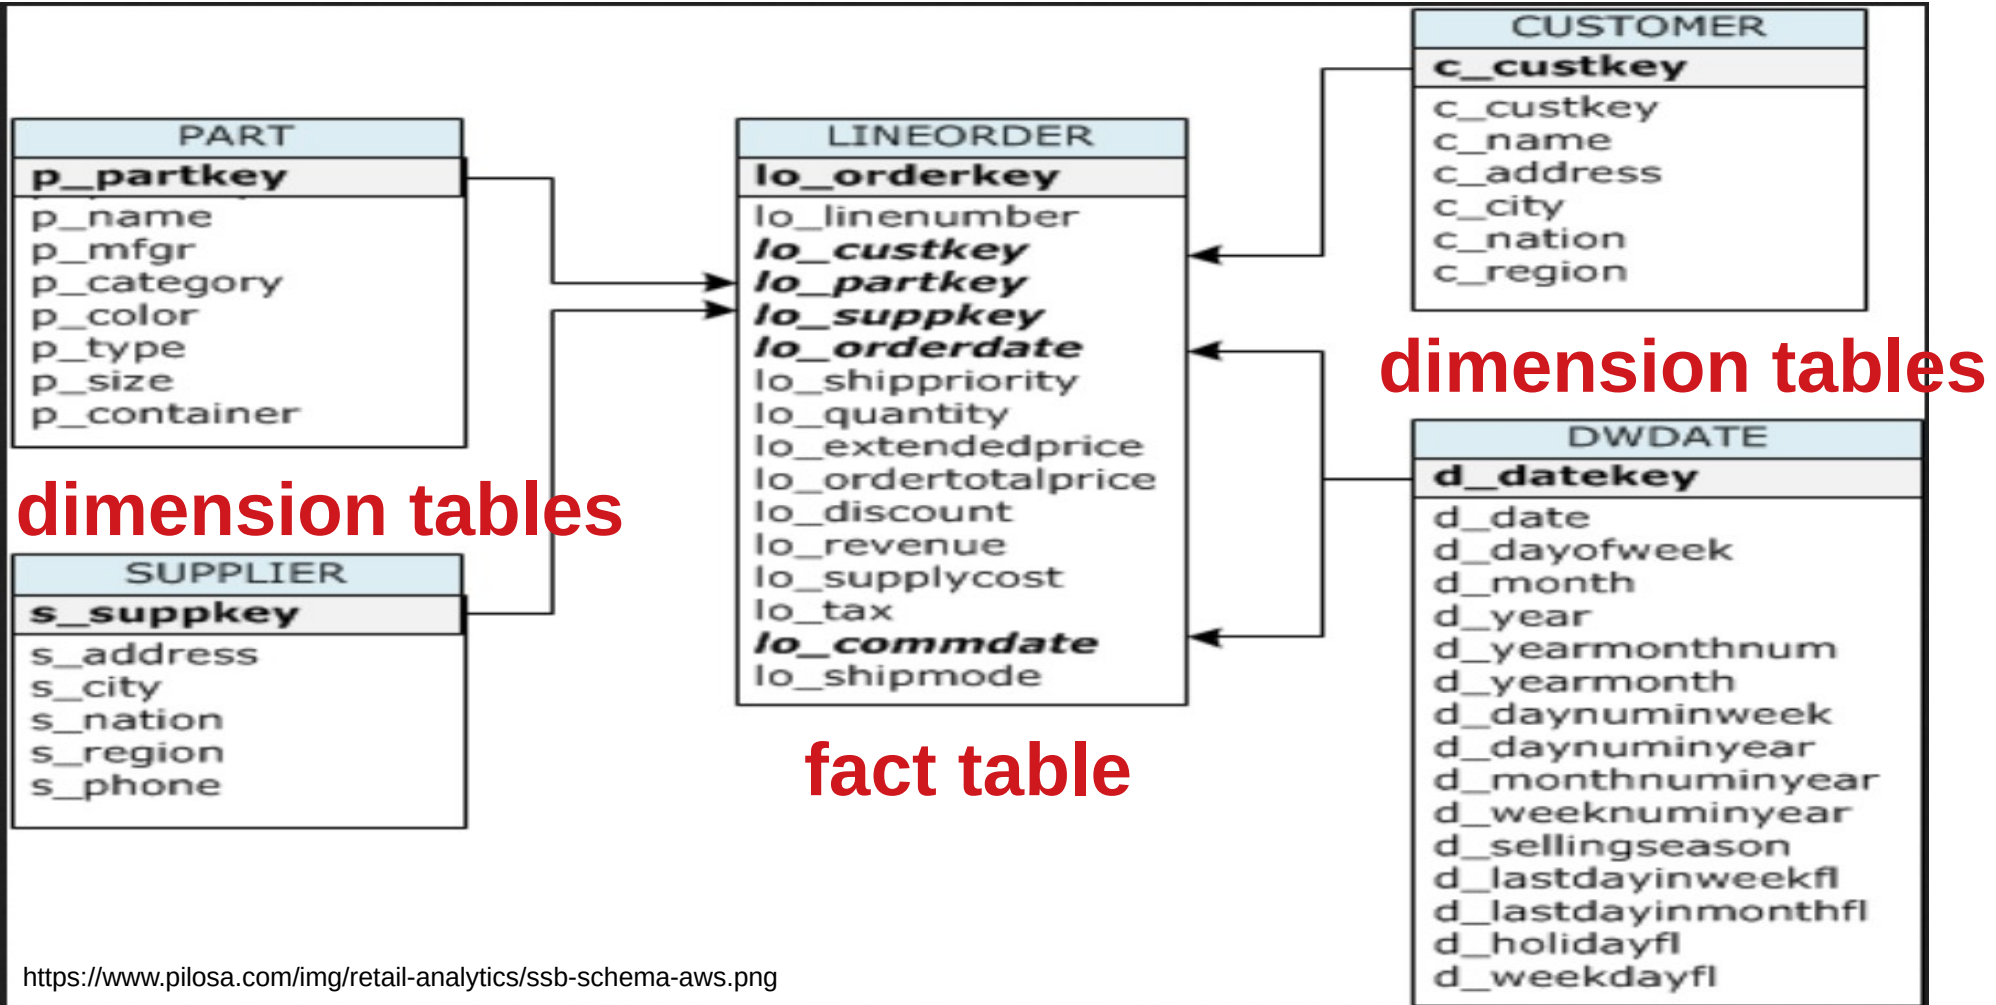 PART
p_partkey
p_name
p_mfgr
p_category
p_color
p_type
p_size
p_container
dimension tables
SUPPLIER
s_suppkey
s_address
s_city
s_nation
s_region
s_phone
LINEORDER
lo_orderkey
lo_linenumber
lo_custkey
lo_partkey
lo_suppkey
lo_orderdate
lo_shippriority
lo_quantity
lo_extendedprice
lo_ordertotalprice
lo_discount
lo_revenue
lo_supplycost
lo_tax
lo_commdate
lo_shipmode
fact table
CUSTOMER
c_custkey
c_custkey
c_name
c_address
c_city
c_nation
c_region
dimension tables
DWDATE
d_datekey
d_date
d_dayofweek
d_month
d_year
d_yearmonthnum
d_yearmonth
d_daynuminweek
d_daynuminyear
d_monthnuminyear
d_weeknuminyear
d_sellingseason
d_lastdayinweekfl
d_lastdayinmonthfl
d_holidayfl
d_weekdayfl
https://www.pilosa.com/img/retail-analytics/ssb-schema-aws.png